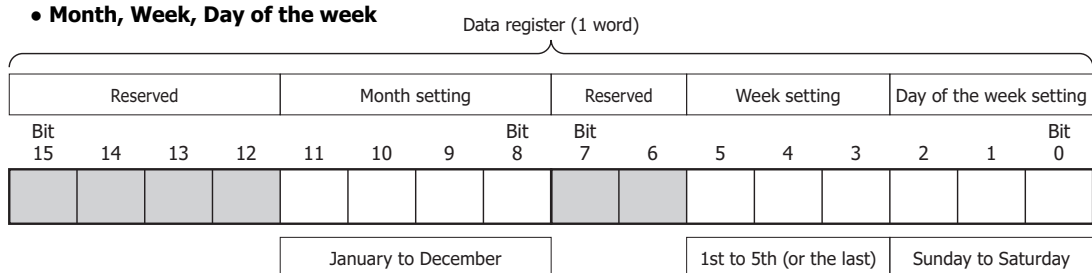 ● Month, Week, Day of the week
Data register (1 word)
Reserved Month setting Reserved Week setting Day of the week setting
Bit Bit Bit Bit
15 14 13 12 11 10 9 8 7 6 5 4 3 2 1 0
January to December 1st to 5th (or the last) Sunday to Saturday